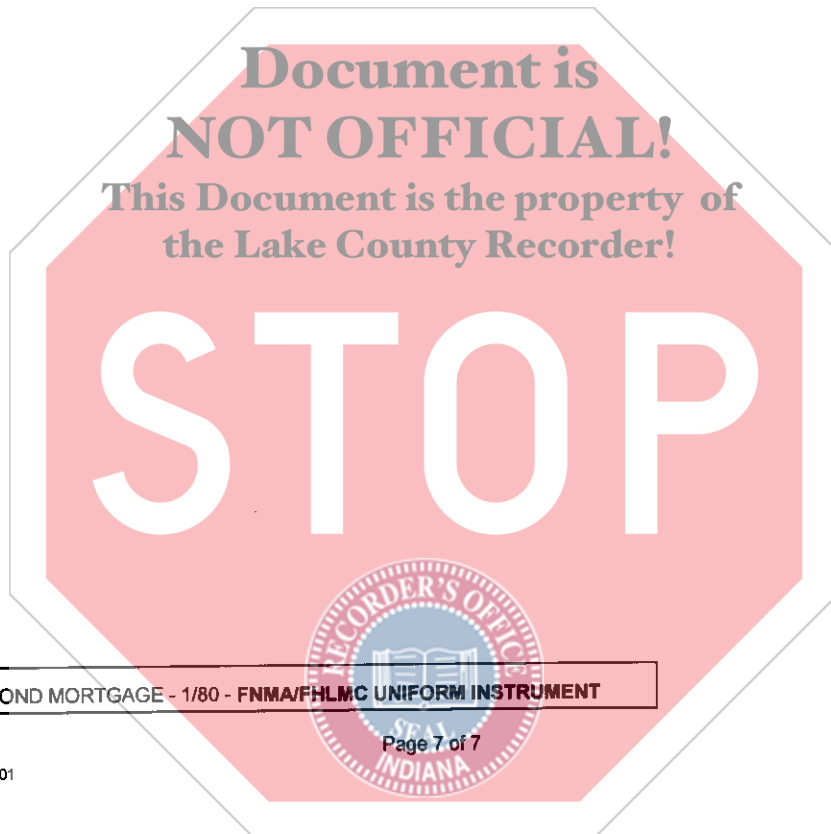 Document is
NOT OFFICIAL!
This Document is the property of
the Lake County Recorder!
STOP
RECORDER'S OFFICE
OND MORTGAGE - 1/80 - FNMA/FHLMC UNIFORM INSTRUMENT
SEAL
Page 7 of 7
INDIANA
01